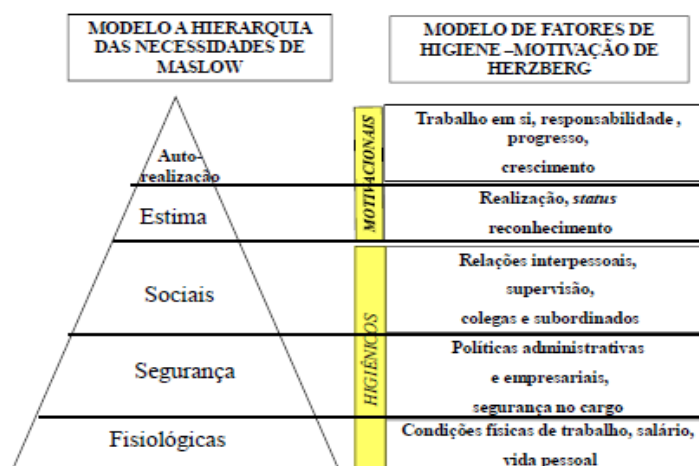 MODELO A HIERARQUIA
DAS NECESSIDADES DE
MASLOW
MODELO DE FATORES DE
HIGIENE –MOTIVAÇÃO DE
HERZBERG
Auto-
realização
Estima
Sociais
Segurança
Fisiológicas
MOTIVACIONAIS
HIGIÊNICOS
Trabalho em si, responsabilidade ,
progresso,
crescimento
Realização, status
reconhecimento
Relações interpessoais,
supervisão,
colegas e subordinados
Políticas administrativas
e empresariais,
segurança no cargo
Condições físicas de trabalho, salário,
vida pessoal